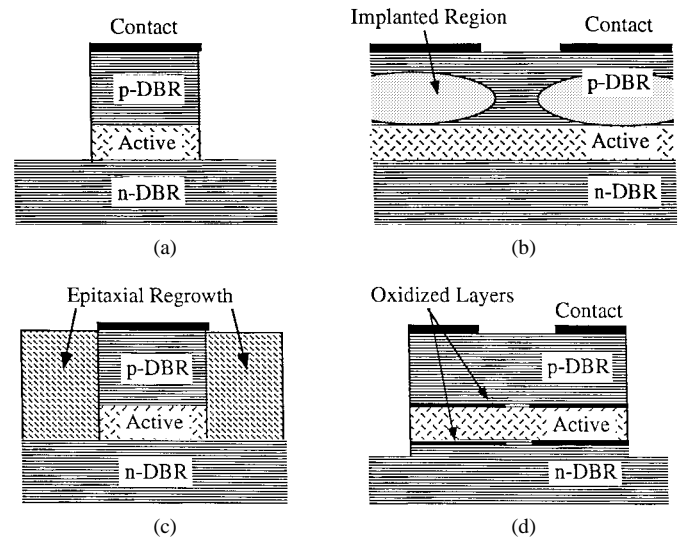 Contact
p-DBR
Active
n-DBR
(a)
Implanted Region
Contact
p-DBR
Active
n-DBR
(b)
Epitaxial Regrowth
p-DBR
Active
n-DBR
(c)
Oxidized Layers
Contact
p-DBR
Active
n-DBR
(d)